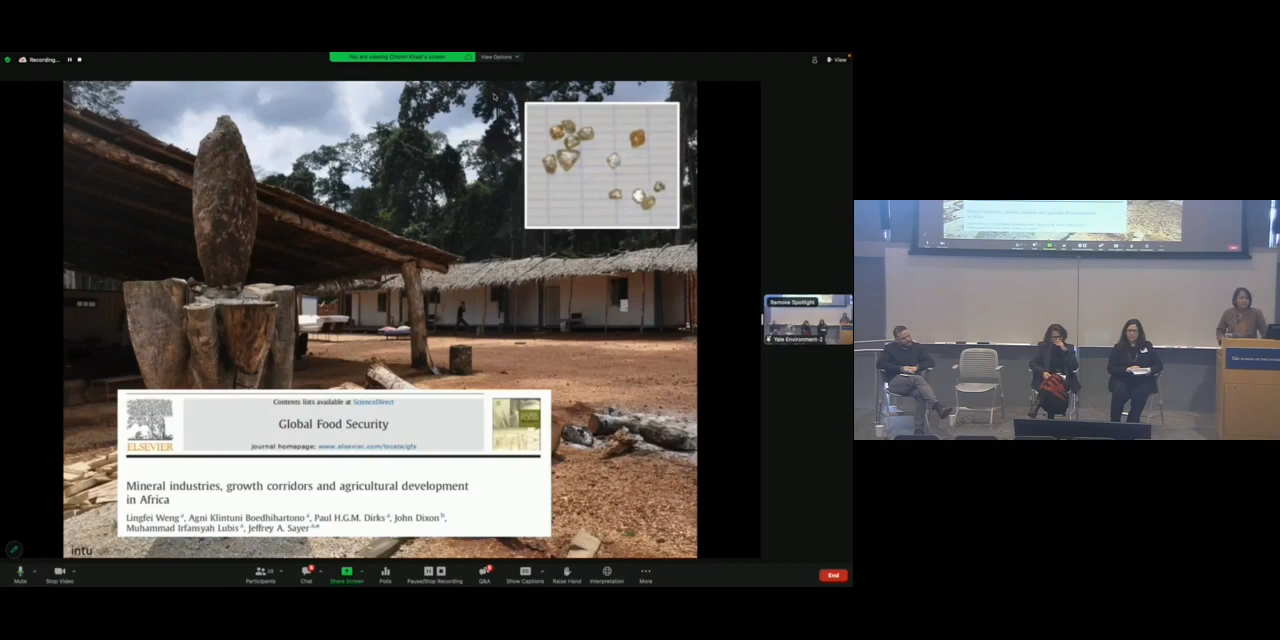 Recording...
You are viewing Chomri Khap's screen
View Options
View
Contents lists available at ScienceDirect
Global Food Security
journal homepage: www.elsevier.com/locate/gfs
ELSEVIER
Mineral industries, growth corridors and agricultural development
in Africa
Lingfei Weng a, Agni Klintuni Boedhihartono a, Paul H.G.M. Dirks a, John Dixon b,
Muhammad Irfansyah Lubis a, Jeffrey A. Sayer a,*
intu
Remove Spotlight
Yale Environment-2
Mute
Stop Video
Participants
28
Chat
Share Screen
Polls
Pause/Stop Recording
Q&A
Show Captions
Raise Hand
Interpretation
More
End